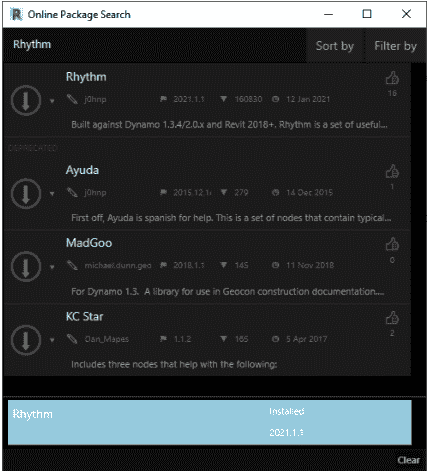 Online Package Search
Rhythm
Sort by
Filter by
Rhythm
j0hnp 2021.1.1 160830 12 Jan 2021
16
Built against Dynamo 1.3.4/2.0.x and Revit 2018+. Rhythm is a set of useful...
DEPRECATED
Ayuda
j0hnp 2015.12.1 279 14 Dec 2015
1
First off, Ayuda is spanish for help. This is a set of nodes that contain typical...
MadGoo
michael.dunn.geo 2018.1.1 145 11 Nov 2018
0
For Dynamo 1.3. A library for use in Geocon construction documentation....
KC Star
Dan_Mapes 1.1.2 165 5 Apr 2017
2
Includes three nodes that help with the following:
Rhythm
Installed
2021.1.1
Clear